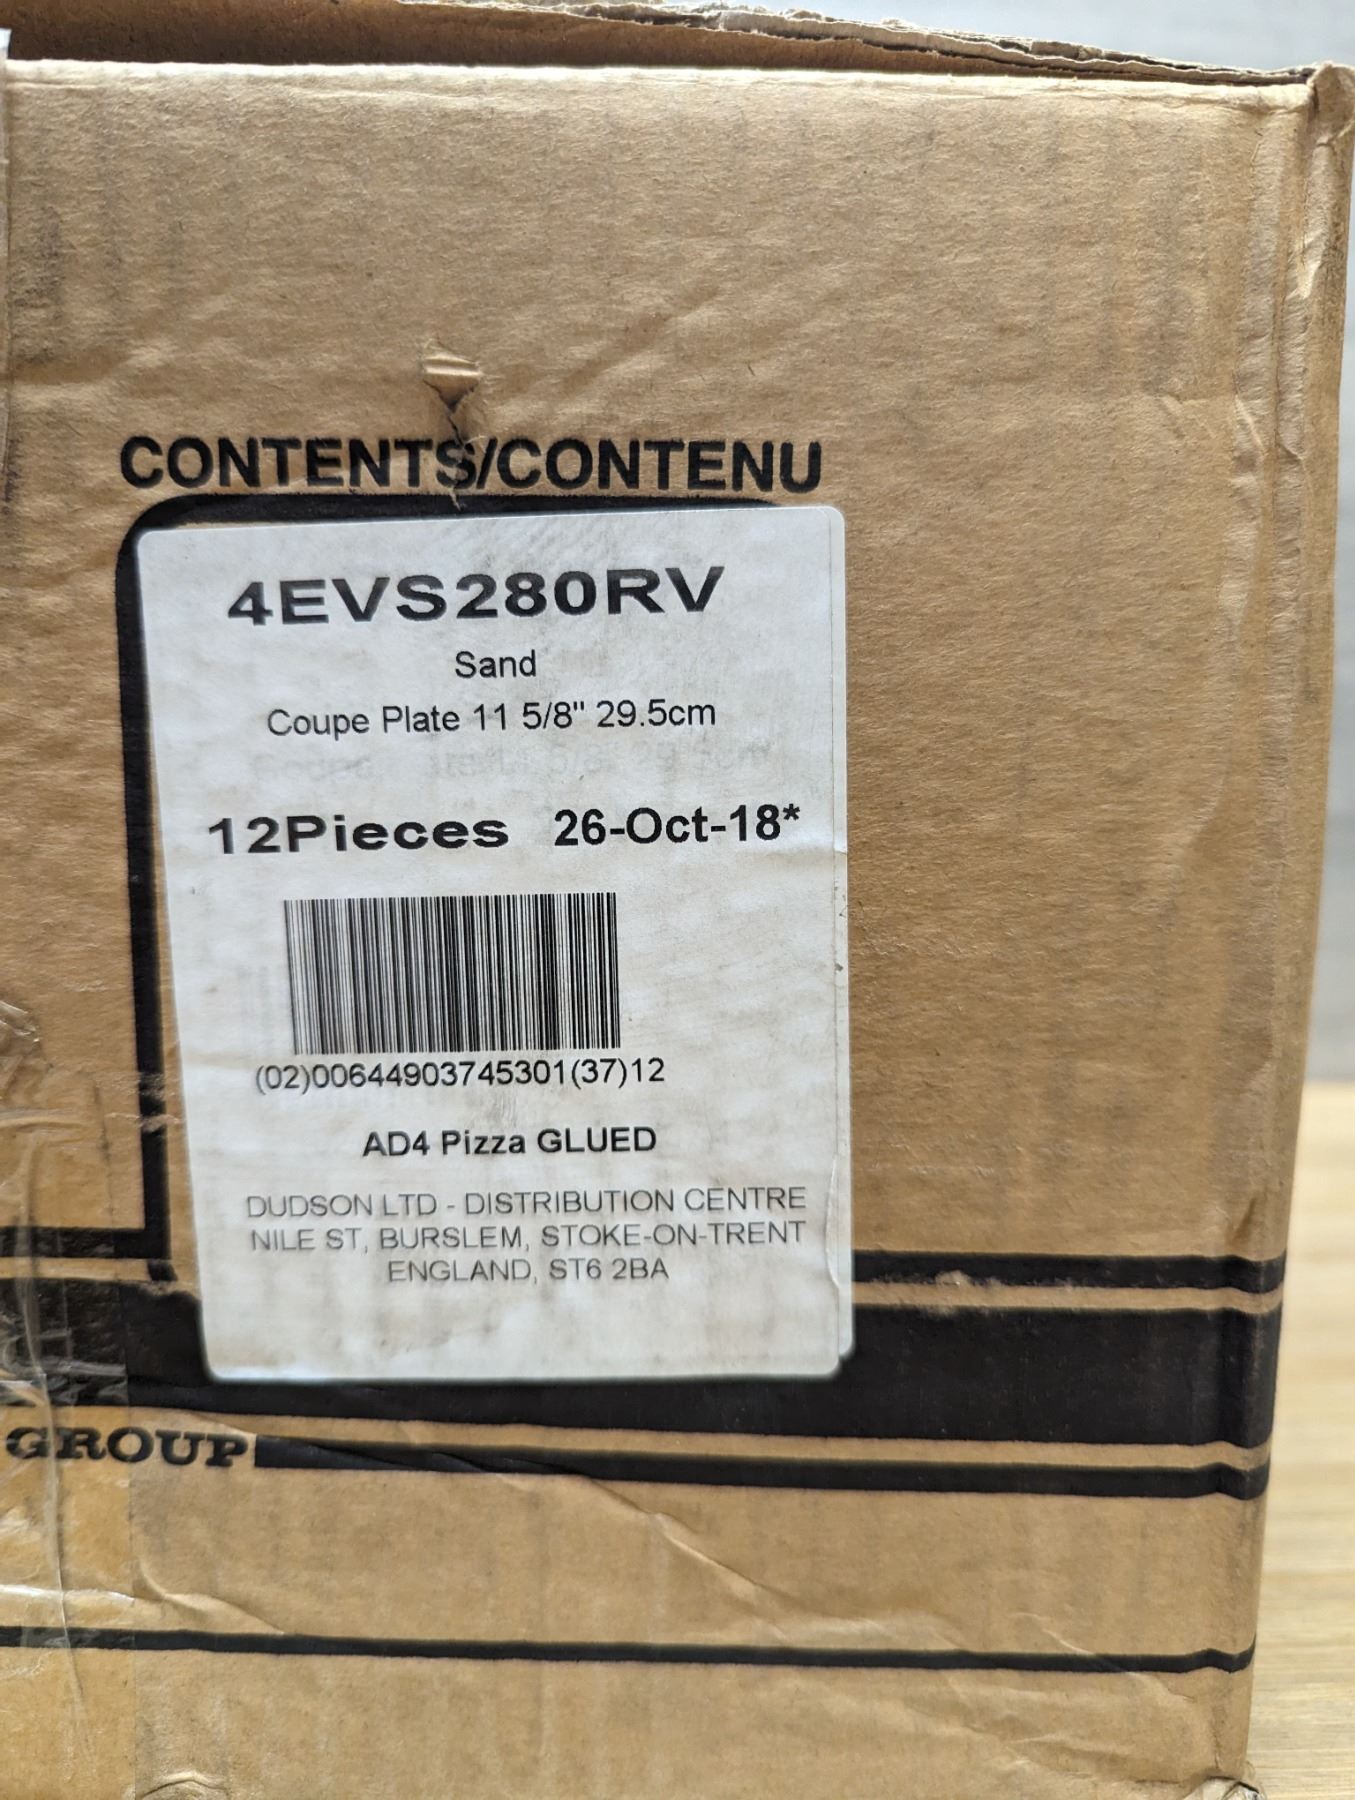 CONTENTS/CONTENU
4EVS280RV
Sand
Coupe Plate 11 5/8" 29.5cm
12Pieces 26-Oct-18*
(02)00644903745301(37)12
AD4 Pizza GLUED
DUDSON LTD - DISTRIBUTION CENTRE
NILE ST, BURSLEM, STOKE-ON-TRENT
ENGLAND, ST6 2BA
GROUP